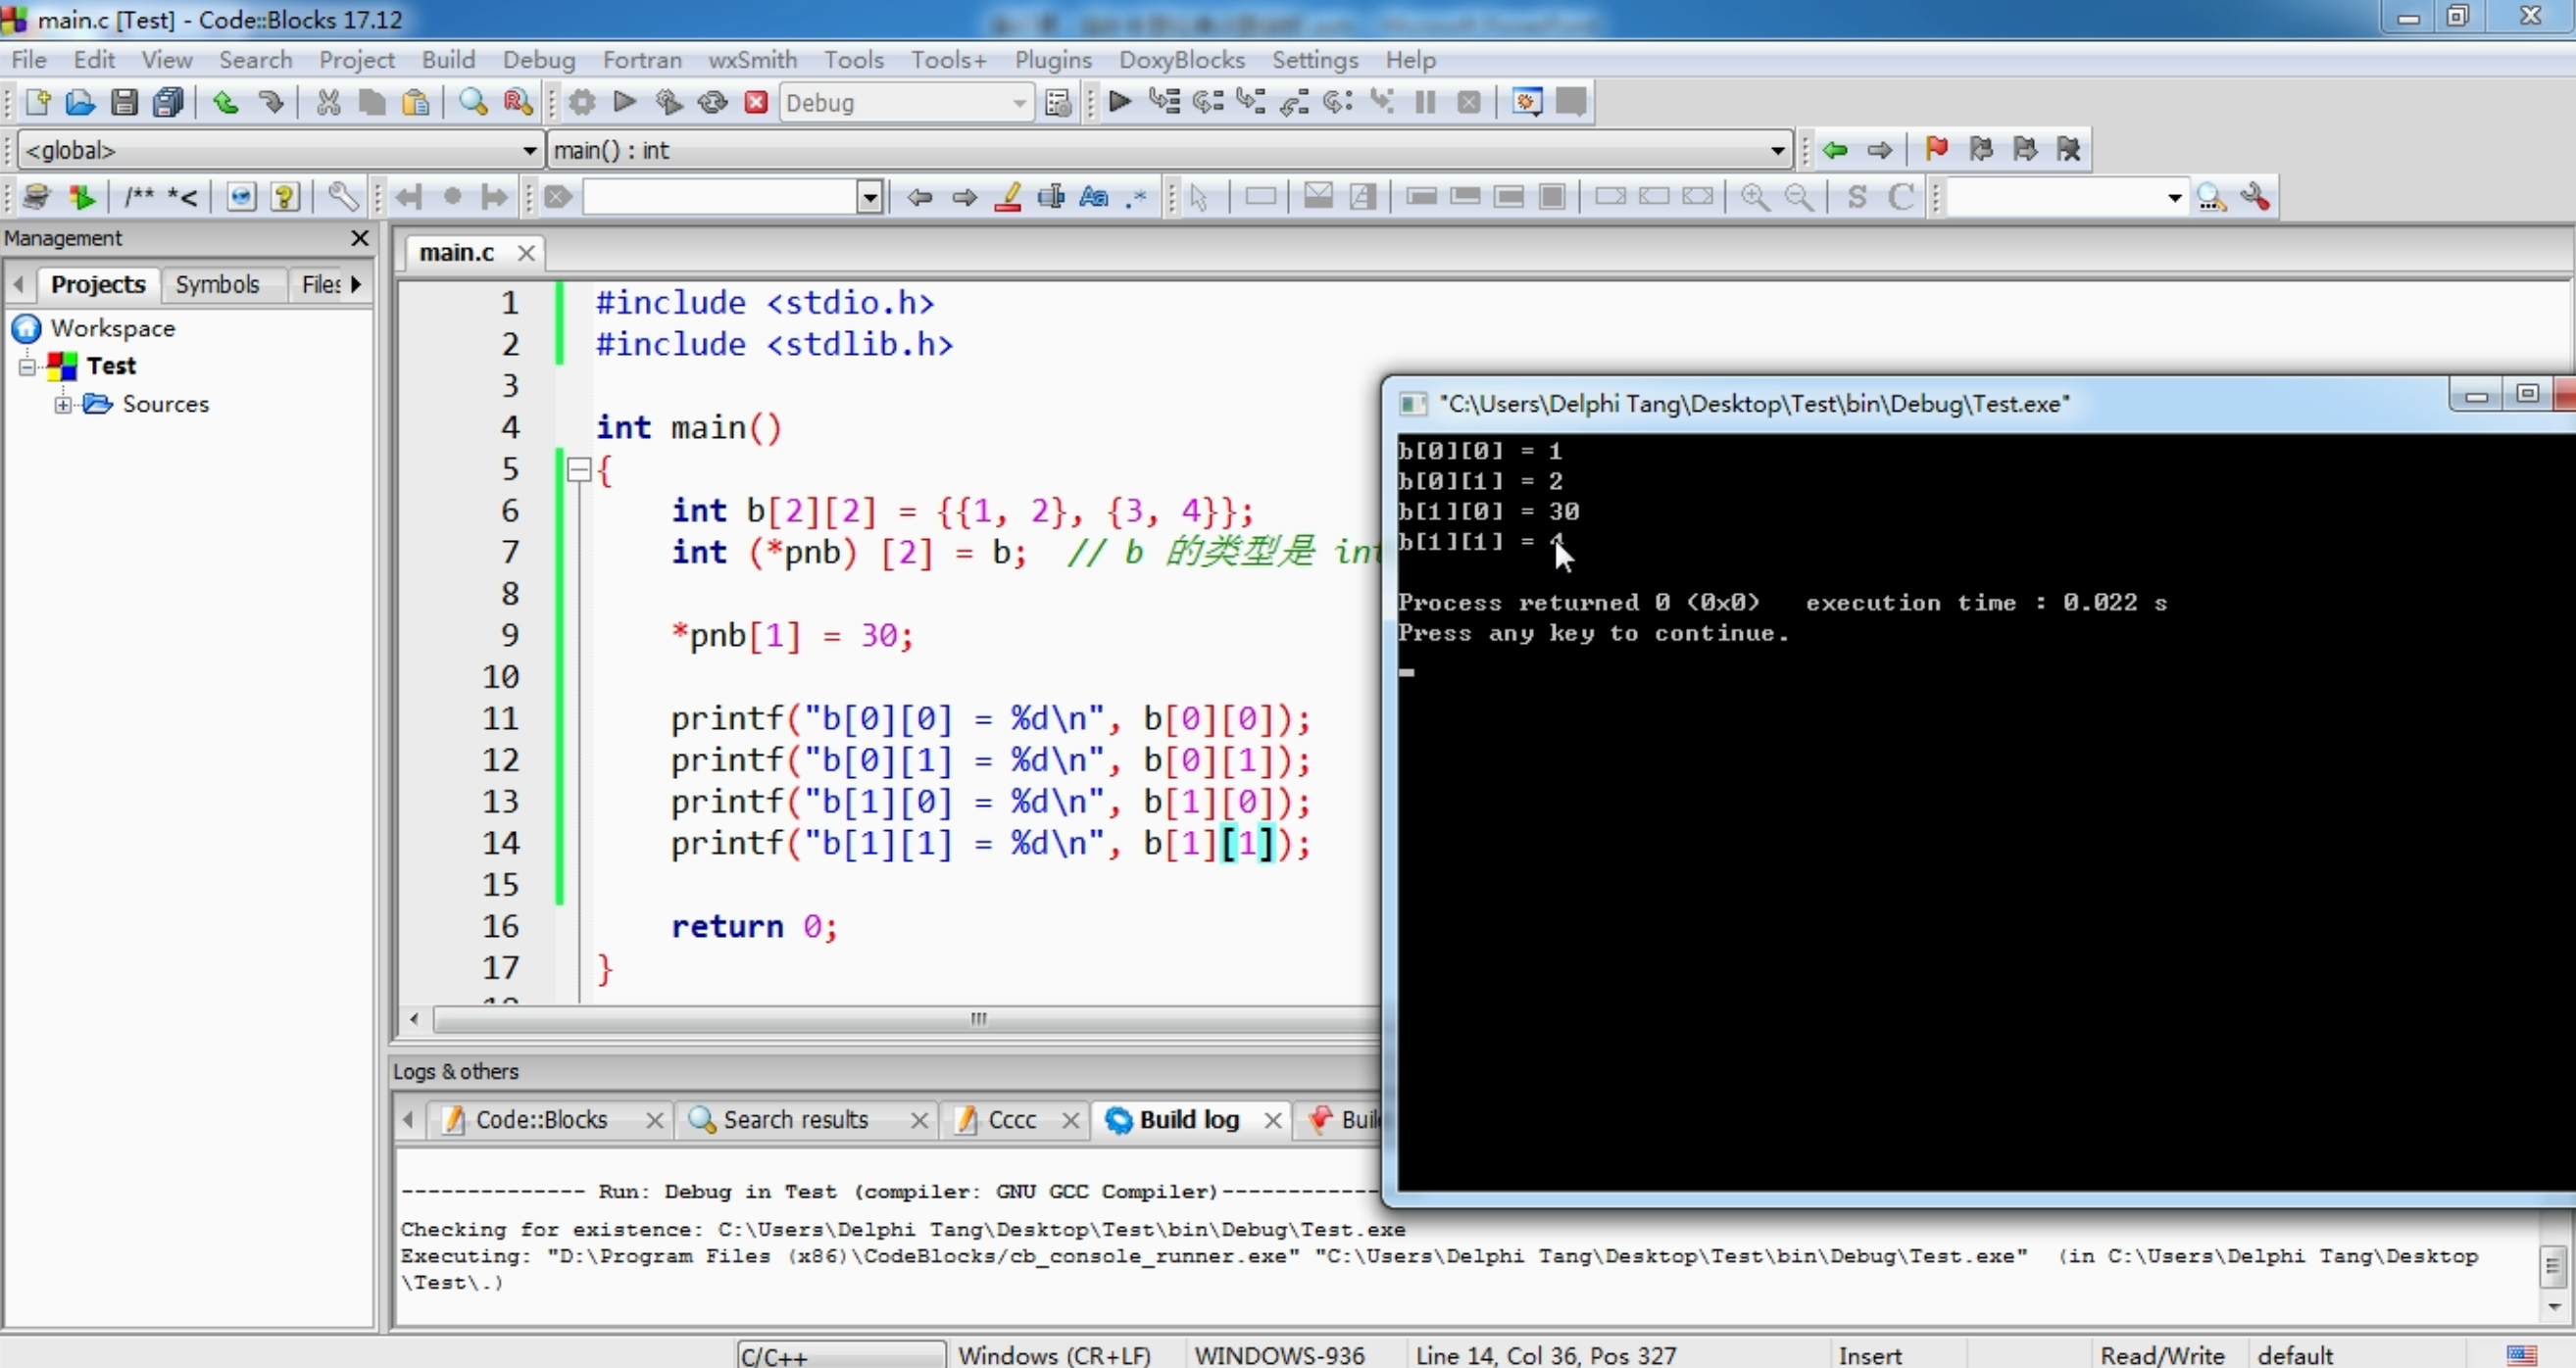 main.c [Test] - Code::Blocks 17.12
File Edit View Search Project Build Debug Fortran wxSmith Tools Tools+ Plugins DoxyBlocks Settings Help
Debug
<global> main() : int
/** *<
Aa .* S C
Management
Projects Symbols Files
Workspace
Test
Sources
main.c
1 #include <stdio.h>
2 #include <stdlib.h>
3
4 int main()
5 {
6 int b[2][2] = {{1, 2}, {3, 4}};
7 int (*pnb) [2] = b; // b 的类型是 int
8
9 *pnb[1] = 30;
10
11 printf("b[0][0] = %d\n", b[0][0]);
12 printf("b[0][1] = %d\n", b[0][1]);
13 printf("b[1][0] = %d\n", b[1][0]);
14 printf("b[1][1] = %d\n", b[1][1]);
15
16 return 0;
17 }
"C:\Users\Delphi Tang\Desktop\Test\bin\Debug\Test.exe"
b[0][0] = 1
b[0][1] = 2
b[1][0] = 30
b[1][1] = 4
Process returned 0 (0x0) execution time : 0.022 s
Press any key to continue.
Logs & others
Code::Blocks Search results Cccc Build log
-------------- Run: Debug in Test (compiler: GNU GCC Compiler)------------
Checking for existence: C:\Users\Delphi Tang\Desktop\Test\bin\Debug\Test.exe
Executing: "D:\Program Files (x86)\CodeBlocks/cb_console_runner.exe" "C:\Users\Delphi Tang\Desktop\Test\bin\Debug\Test.exe" (in C:\Users\Delphi Tang\Desktop
\Test\.)
C/C++ Windows (CR+LF) WINDOWS-936 Line 14, Col 36, Pos 327 Insert Read/Write default